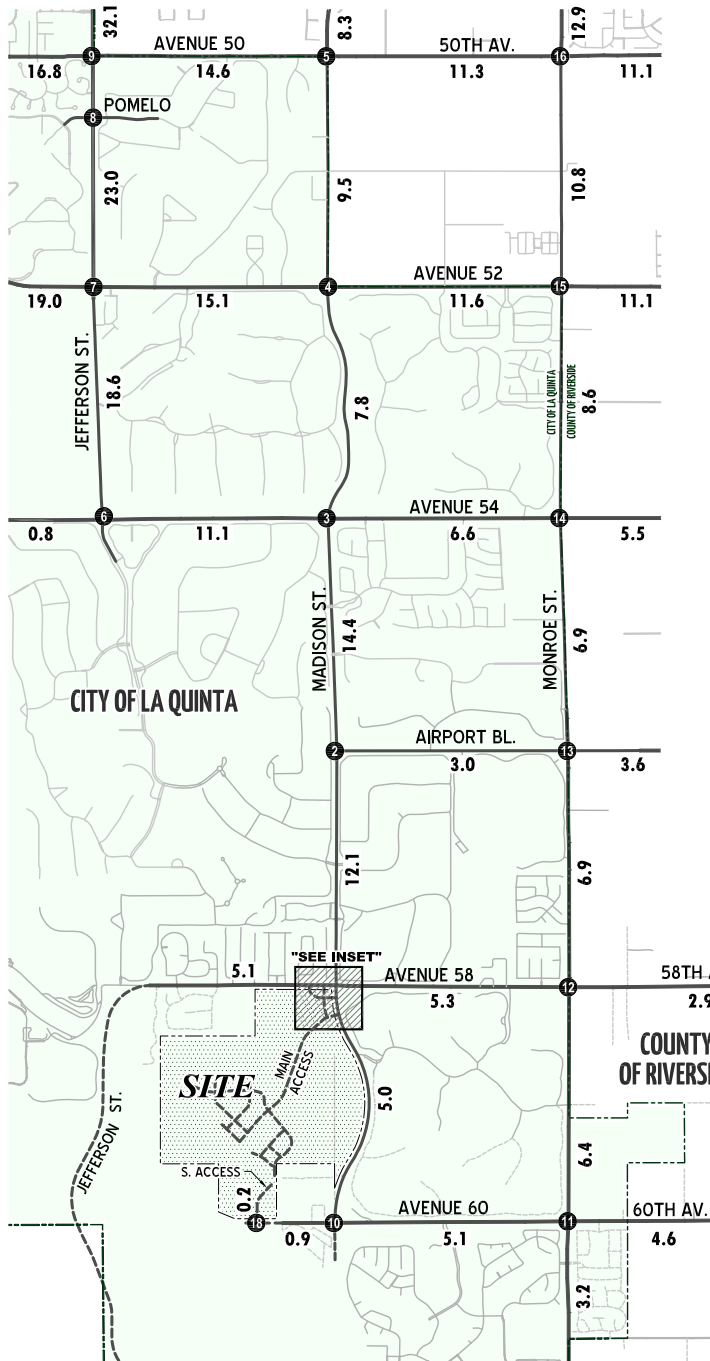 32.1
8.3
12.9
AVENUE 50
50TH AV.
9
5
16
16.8
14.6
11.3
11.1
POMELO
8
23.0
9.5
10.8
AVENUE 52
7
4
15
19.0
15.1
11.6
11.1
JEFFERSON ST.
18.6
7.8
CITY OF LA QUINTA
COUNTY OF RIVERSIDE
8.6
AVENUE 54
6
3
14
0.8
11.1
6.6
5.5
MADISON ST.
14.4
MONROE ST.
6.9
CITY OF LA QUINTA
AIRPORT BL.
2
13
3.0
3.6
12.1
6.9
"SEE INSET"
5.1
AVENUE 58
5.3
12
58TH
2.9
COUNTY
OF RIVERSI
MAIN
ACCESS
SITE
5.0
JEFFERSON ST.
6.4
S. ACCESS
0.2
AVENUE 60
60TH AV.
18
10
11
0.9
5.1
4.6
3.2